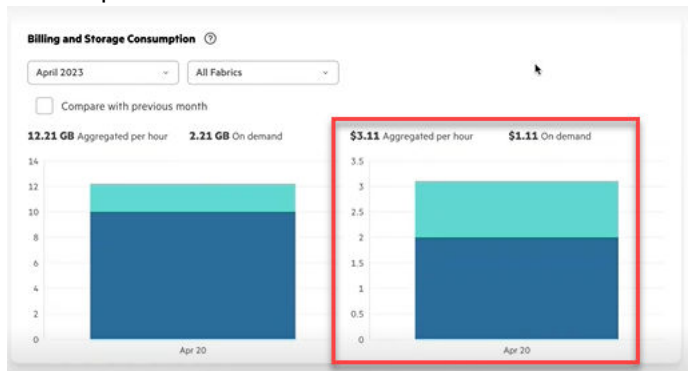 Billing and Storage Consumption ?
April 2023
All Fabrics
Compare with previous month
12.21 GB Aggregated per hour 2.21 GB On demand
14
12
10
8
6
4
2
0
Apr 20
$3.11 Aggregated per hour $1.11 On demand
3.5
3
2.5
2
1.5
1
0.5
0
Apr 20